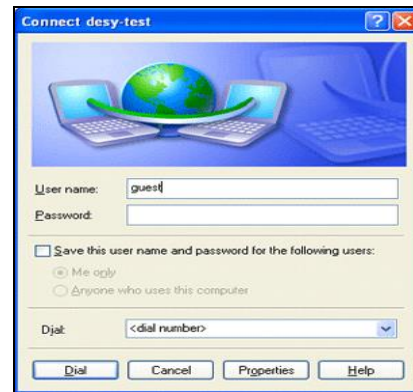 Connect desy-test
User name: guest
Password:
Save this user name and password for the following users:
Me only
Anyone who uses this computer
Dial: <dial number>
Dial Cancel Properties Help